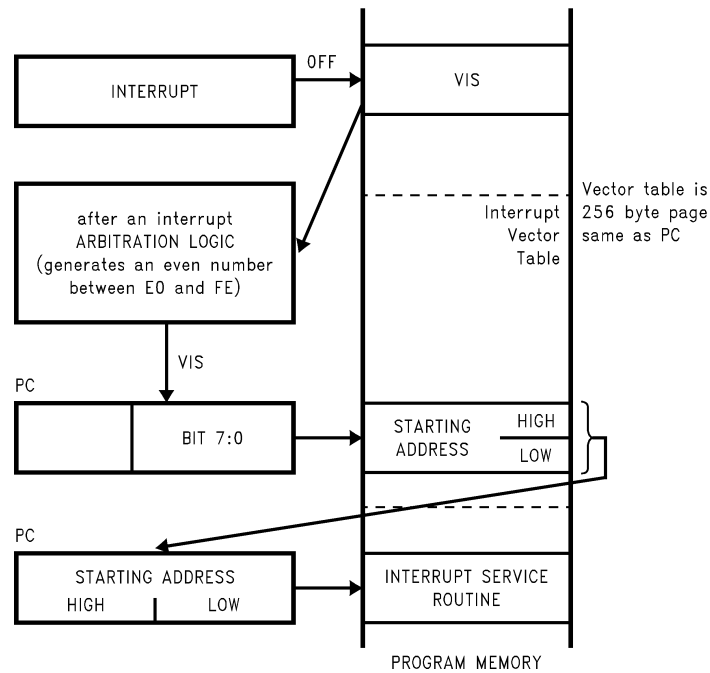 OFF
INTERRUPT
VIS
after an interrupt
ARBITRATION LOGIC
(generates an even number
between E0 and FE)
Interrupt
Vector
Table
Vector table is
256 byte page
same as PC
VIS
PC
BIT 7:0
STARTING
ADDRESS
HIGH
LOW
PC
STARTING ADDRESS
HIGH
LOW
INTERRUPT SERVICE
ROUTINE
PROGRAM MEMORY